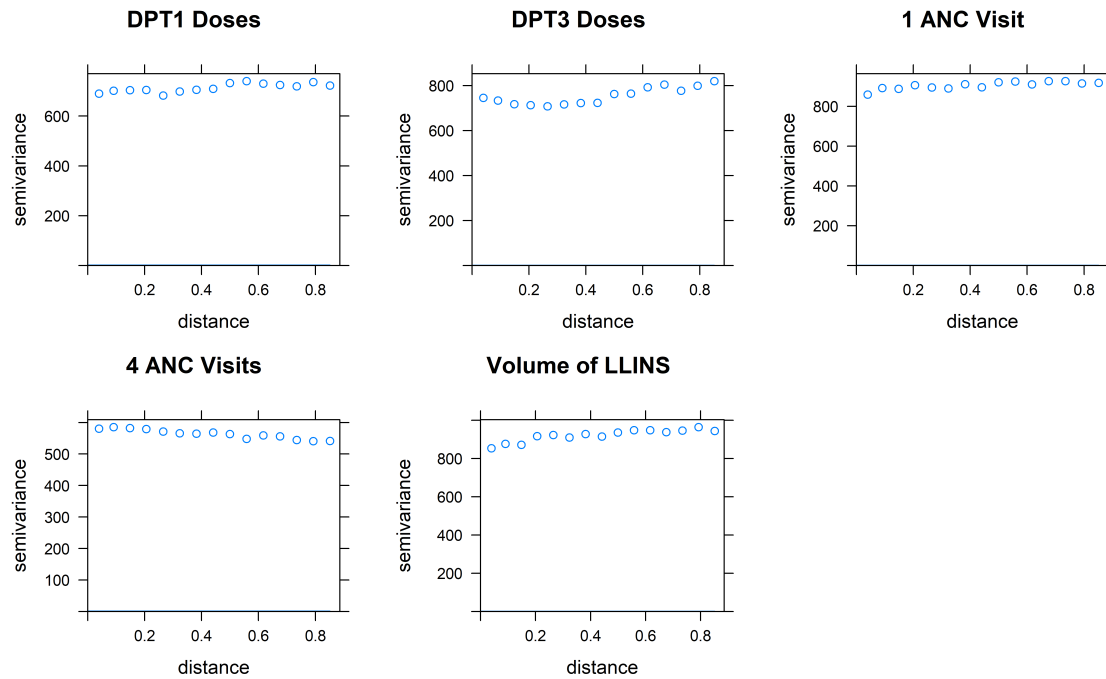 DPT1 Doses
semivariance
600
400
200
0.2 0.4 0.6 0.8
distance
DPT3 Doses
semivariance
800
600
400
200
0.2 0.4 0.6 0.8
distance
1 ANC Visit
semivariance
800
600
400
200
0.2 0.4 0.6 0.8
distance
4 ANC Visits
semivariance
500
400
300
200
100
0.2 0.4 0.6 0.8
distance
Volume of LLINS
semivariance
800
600
400
200
0.2 0.4 0.6 0.8
distance